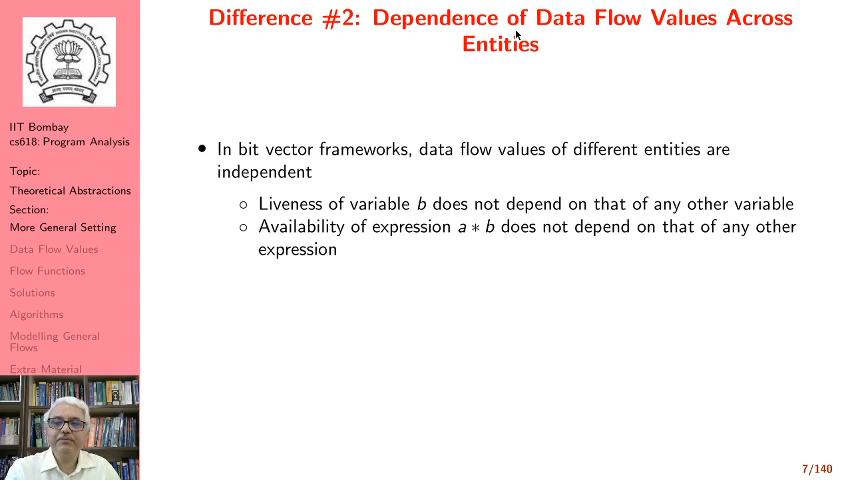 Difference #2: Dependence of Data Flow Values Across
Entities
IIT Bombay
cs618: Program Analysis
Topic:
Theoretical Abstractions
Section:
More General Setting
Data Flow Values
Flow Functions
Solutions
Algorithms
Modelling General
Flows
Extra Material
• In bit vector frameworks, data flow values of different entities are
independent
◦ Liveness of variable b does not depend on that of any other variable
◦ Availability of expression a ∗ b does not depend on that of any other
expression
7/140